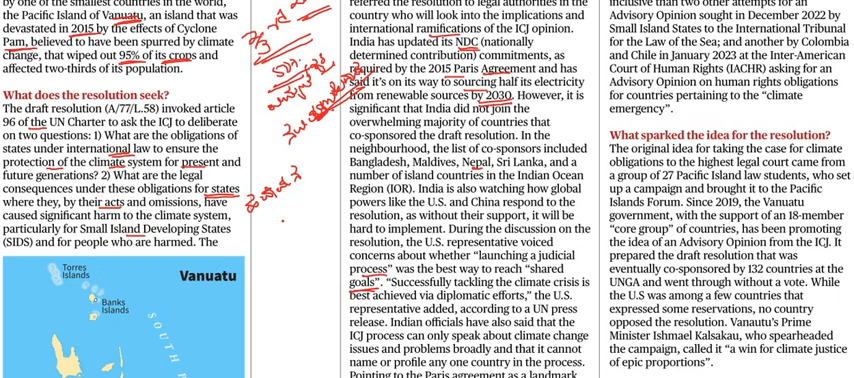 by one of the smallest countries in the world,
the Pacific Island of Vanuatu, an island that was
devastated in 2015 by the effects of Cyclone
Pam, believed to have been spurred by climate
change, that wiped out 95% of its crops and
affected two-thirds of its population.
What does the resolution seek?
The draft resolution (A/77/L.58) invoked article
96 of the UN Charter to ask the ICJ to deliberate
on two questions: 1) What are the obligations of
states under international law to ensure the
protection of the climate system for present and
future generations? 2) What are the legal
consequences under these obligations for states
where they, by their acts and omissions, have
caused significant harm to the climate system,
particularly for Small Island Developing States
(SIDS) and for people who are harmed. The
Torres
Islands
Vanuatu
Banks
Islands
SOUTH P
2/3
50%
referred the resolution to legal authorities in the
country who will look into the implications and
international ramifications of the ICJ opinion.
India has updated its NDC (nationally
determined contribution) commitments, as
required by the 2015 Paris Agreement and has
said it's on its way to sourcing half its electricity
from renewable sources by 2030. However, it is
significant that India did not join the
overwhelming majority of countries that
co-sponsored the draft resolution. In the
neighbourhood, the list of co-sponsors included
Bangladesh, Maldives, Nepal, Sri Lanka, and a
number of island countries in the Indian Ocean
Region (IOR). India is also watching how global
powers like the U.S. and China respond to the
resolution, as without their support, it will be
hard to implement. During the discussion on the
resolution, the U.S. representative voiced
concerns about whether "launching a judicial
process" was the best way to reach "shared
goals". "Successfully tackling the climate crisis is
best achieved via diplomatic efforts," the U.S.
representative added, according to a UN press
release. Indian officials have also said that the
ICJ process can only speak about climate change
issues and problems broadly and that it cannot
name or profile any one country in the process.
Pointing to the Paris agreement as a landmark
inclusive than two other attempts for an
Advisory Opinion sought in December 2022 by
Small Island States to the International Tribunal
for the Law of the Sea; and another by Colombia
and Chile in January 2023 at the Inter-American
Court of Human Rights (IACHR) asking for an
Advisory Opinion on human rights obligations
for countries pertaining to the "climate
emergency".
What sparked the idea for the resolution?
The original idea for taking the case for climate
obligations to the highest legal court came from
a group of 27 Pacific Island law students, who set
up a campaign and brought it to the Pacific
Islands Forum. Since 2019, the Vanuatu
government, with the support of an 18-member
"core group" of countries, has been promoting
the idea of an Advisory Opinion from the ICJ. It
prepared the draft resolution that was
eventually co-sponsored by 132 countries at the
UNGA and went through without a vote. While
the U.S was among a few countries that
expressed some reservations, no country
opposed the resolution. Vanuatu's Prime
Minister Ishmael Kalsakau, who spearheaded
the campaign, called it "a win for climate justice
of epic proportions".